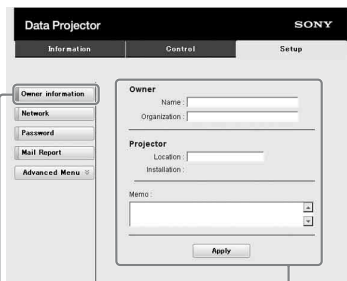 Data Projector
SONY
Information Control Setup
Owner information
Network
Password
Mail Report
Advanced Menu
Owner
Name :
Organization :
Projector
Location :
Installation :
Memo :
Apply